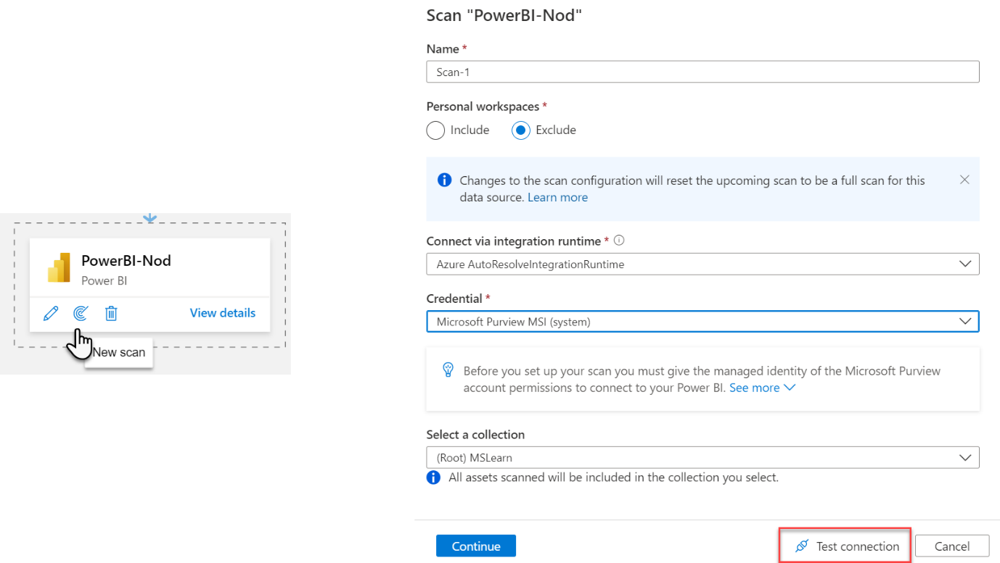 PowerBI-Nod
Power BI
View details
New scan
Scan "PowerBI-Nod"
Name *
Scan-1
Personal workspaces *
Include Exclude
Changes to the scan configuration will reset the upcoming scan to be a full scan for this
data source. Learn more
Connect via integration runtime *
Azure AutoResolveIntegrationRuntime
Credential *
Microsoft Purview MSI (system)
Before you set up your scan you must give the managed identity of the Microsoft Purview
account permissions to connect to your Power BI. See more
Select a collection
(Root) MSLearn
All assets scanned will be included in the collection you select.
Continue Test connection Cancel